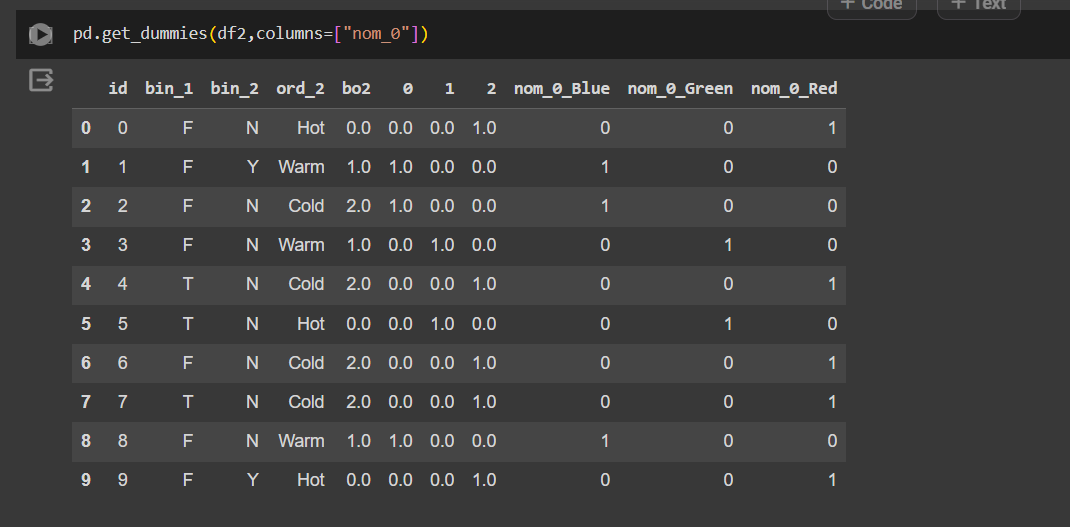 + Code + Text
pd.get_dummies(df2,columns=["nom_0"])
id bin_1 bin_2 ord_2 bo2 0 1 2 nom_0_Blue nom_0_Green nom_0_Red
0 0 F N Hot 0.0 0.0 0.0 1.0 0 0 1
1 1 F Y Warm 1.0 1.0 0.0 0.0 1 0 0
2 2 F N Cold 2.0 1.0 0.0 0.0 1 0 0
3 3 F N Warm 1.0 0.0 1.0 0.0 0 1 0
4 4 T N Cold 2.0 0.0 0.0 1.0 0 0 1
5 5 T N Hot 0.0 0.0 1.0 0.0 0 1 0
6 6 F N Cold 2.0 0.0 0.0 1.0 0 0 1
7 7 T N Cold 2.0 0.0 0.0 1.0 0 0 1
8 8 F N Warm 1.0 1.0 0.0 0.0 1 0 0
9 9 F Y Hot 0.0 0.0 0.0 1.0 0 0 1